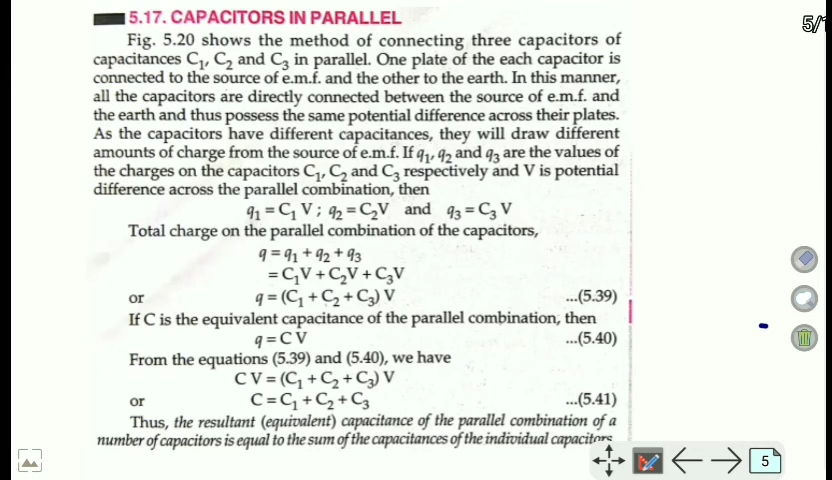 5.17. CAPACITORS IN PARALLEL
5/1
Fig. 5.20 shows the method of connecting three capacitors of
capacitances C₁, C₂ and C₃ in parallel. One plate of the each capacitor is
connected to the source of e.m.f. and the other to the earth. In this manner,
all the capacitors are directly connected between the source of e.m.f. and
the earth and thus possess the same potential difference across their plates.
As the capacitors have different capacitances, they will draw different
amounts of charge from the source of e.m.f. If q₁, q₂ and q₃ are the values of
the charges on the capacitors C₁, C₂ and C₃ respectively and V is potential
difference across the parallel combination, then
q₁ = C₁ V ; q₂ = C₂V and q₃ = C₃ V
Total charge on the parallel combination of the capacitors,
q = q₁ + q₂ + q₃
= C₁V + C₂V + C₃V
or q = (C₁ + C₂ + C₃) V ...(5.39)
If C is the equivalent capacitance of the parallel combination, then
q = C V ...(5.40)
From the equations (5.39) and (5.40), we have
C V = (C₁ + C₂ + C₃) V
or C = C₁ + C₂ + C₃ ...(5.41)
Thus, the resultant (equivalent) capacitance of the parallel combination of a
number of capacitors is equal to the sum of the capacitances of the individual capacitors
5